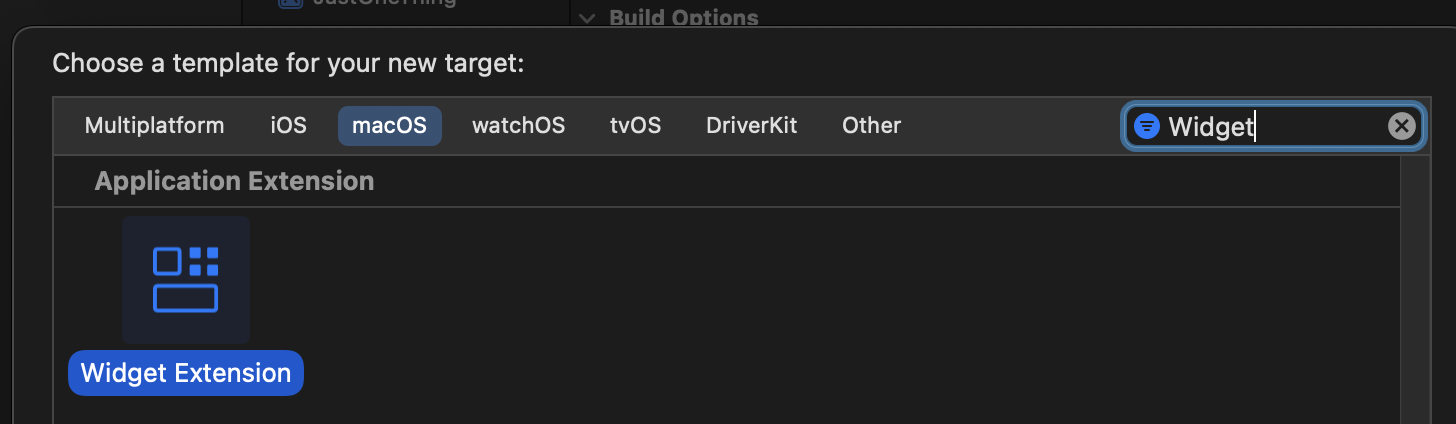 JustOneThing
Build Options
Choose a template for your new target:
Multiplatform iOS macOS watchOS tvOS DriverKit Other Widget
Application Extension
Widget Extension